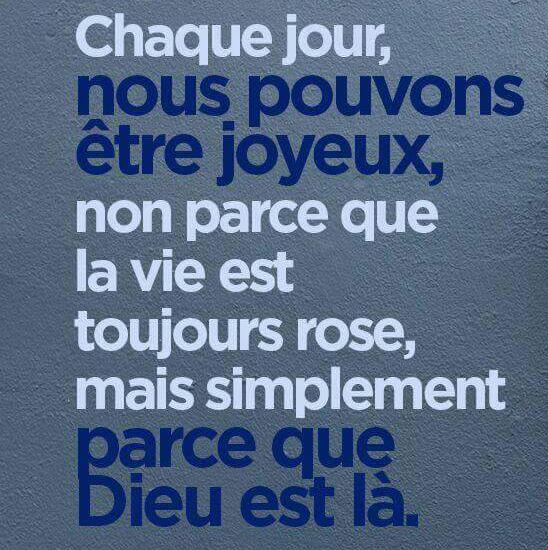 Chaque jour,
nous pouvons
être joyeux,
non parce que
la vie est
toujours rose,
mais simplement
parce que
Dieu est là.